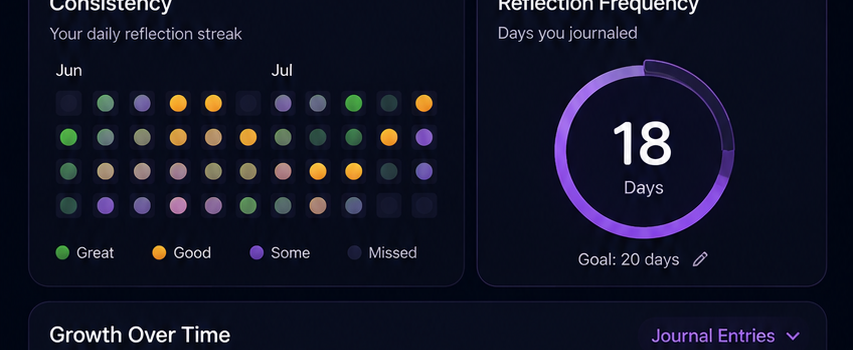 Consistency
Your daily reflection streak
Jun Jul
Great Good Some Missed
Reflection Frequency
Days you journaled
18
Days
Goal: 20 days
Growth Over Time
Journal Entries